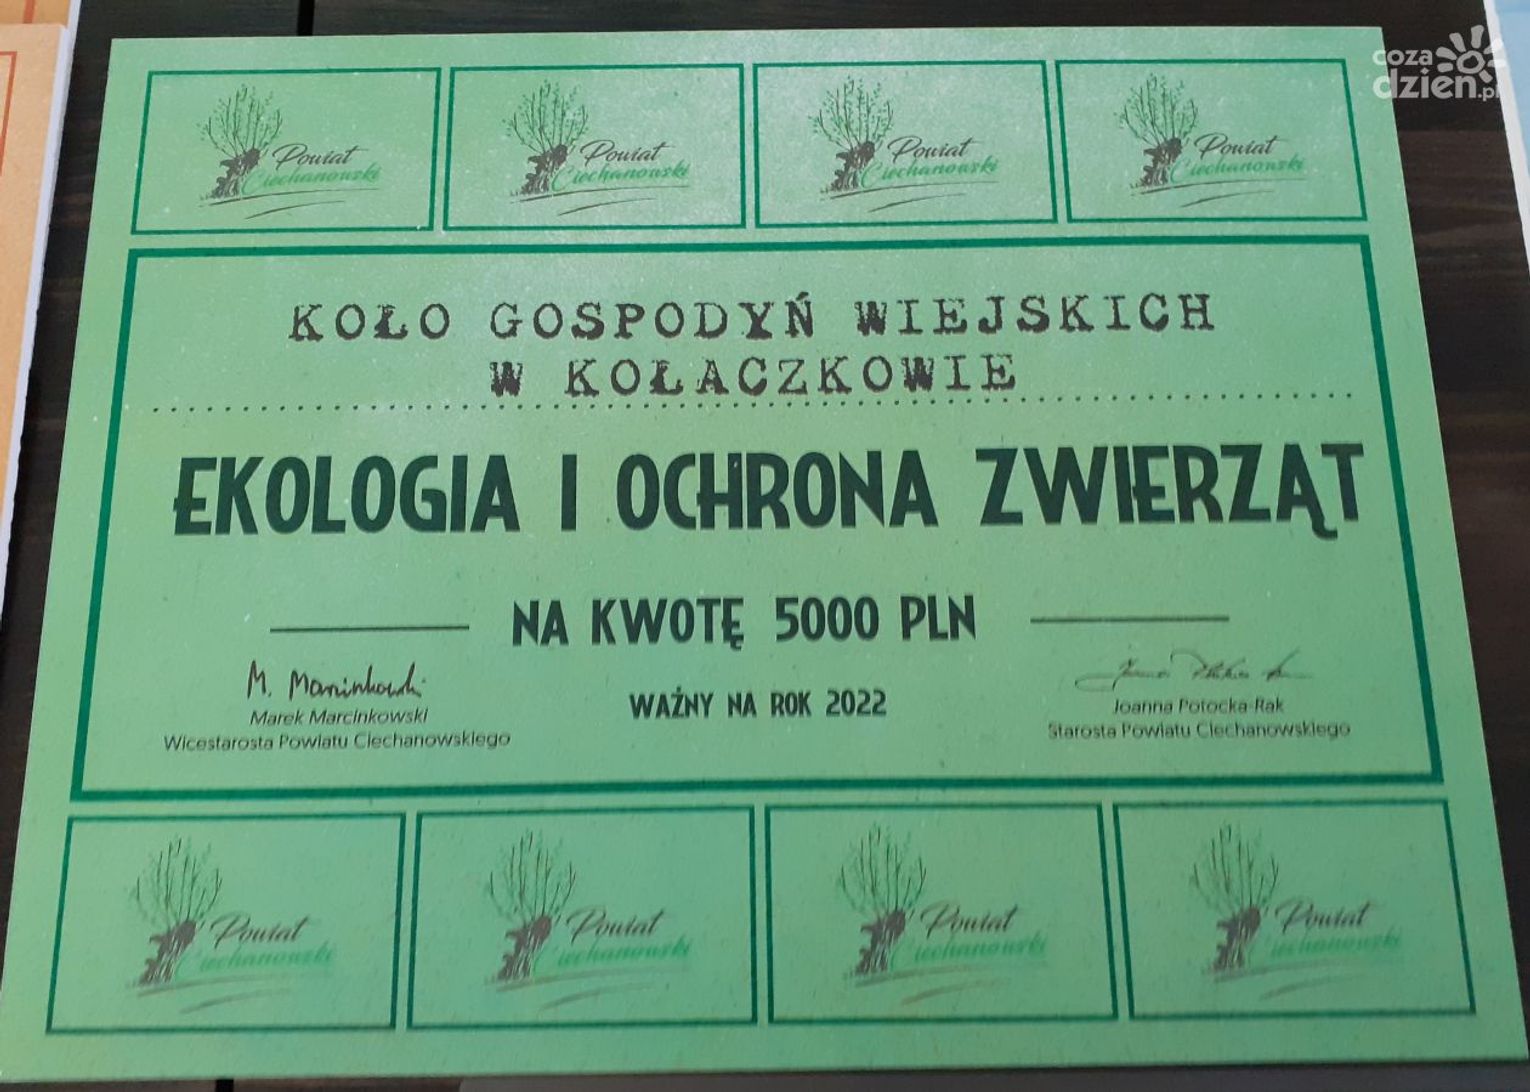 coza
dzien.pl
Powiat
Ciechanowski
Powiat
Ciechanowski
Powiat
Ciechanowski
Powiat
Ciechanowski
KOŁO GOSPODYŃ WIEJSKICH
W KOŁACZKOWIE
EKOLOGIA I OCHRONA ZWIERZĄT
NA KWOTĘ 5000 PLN
M. Marcinkowski
Marek Marcinkowski
Wicestarosta Powiatu Ciechanowskiego
WAŻNY NA ROK 2022
Joanna Potocka-Rak
Starosta Powiatu Ciechanowskiego
Powiat
Ciechanowski
Powiat
Ciechanowski
Powiat
Ciechanowski
Powiat
Ciechanowski